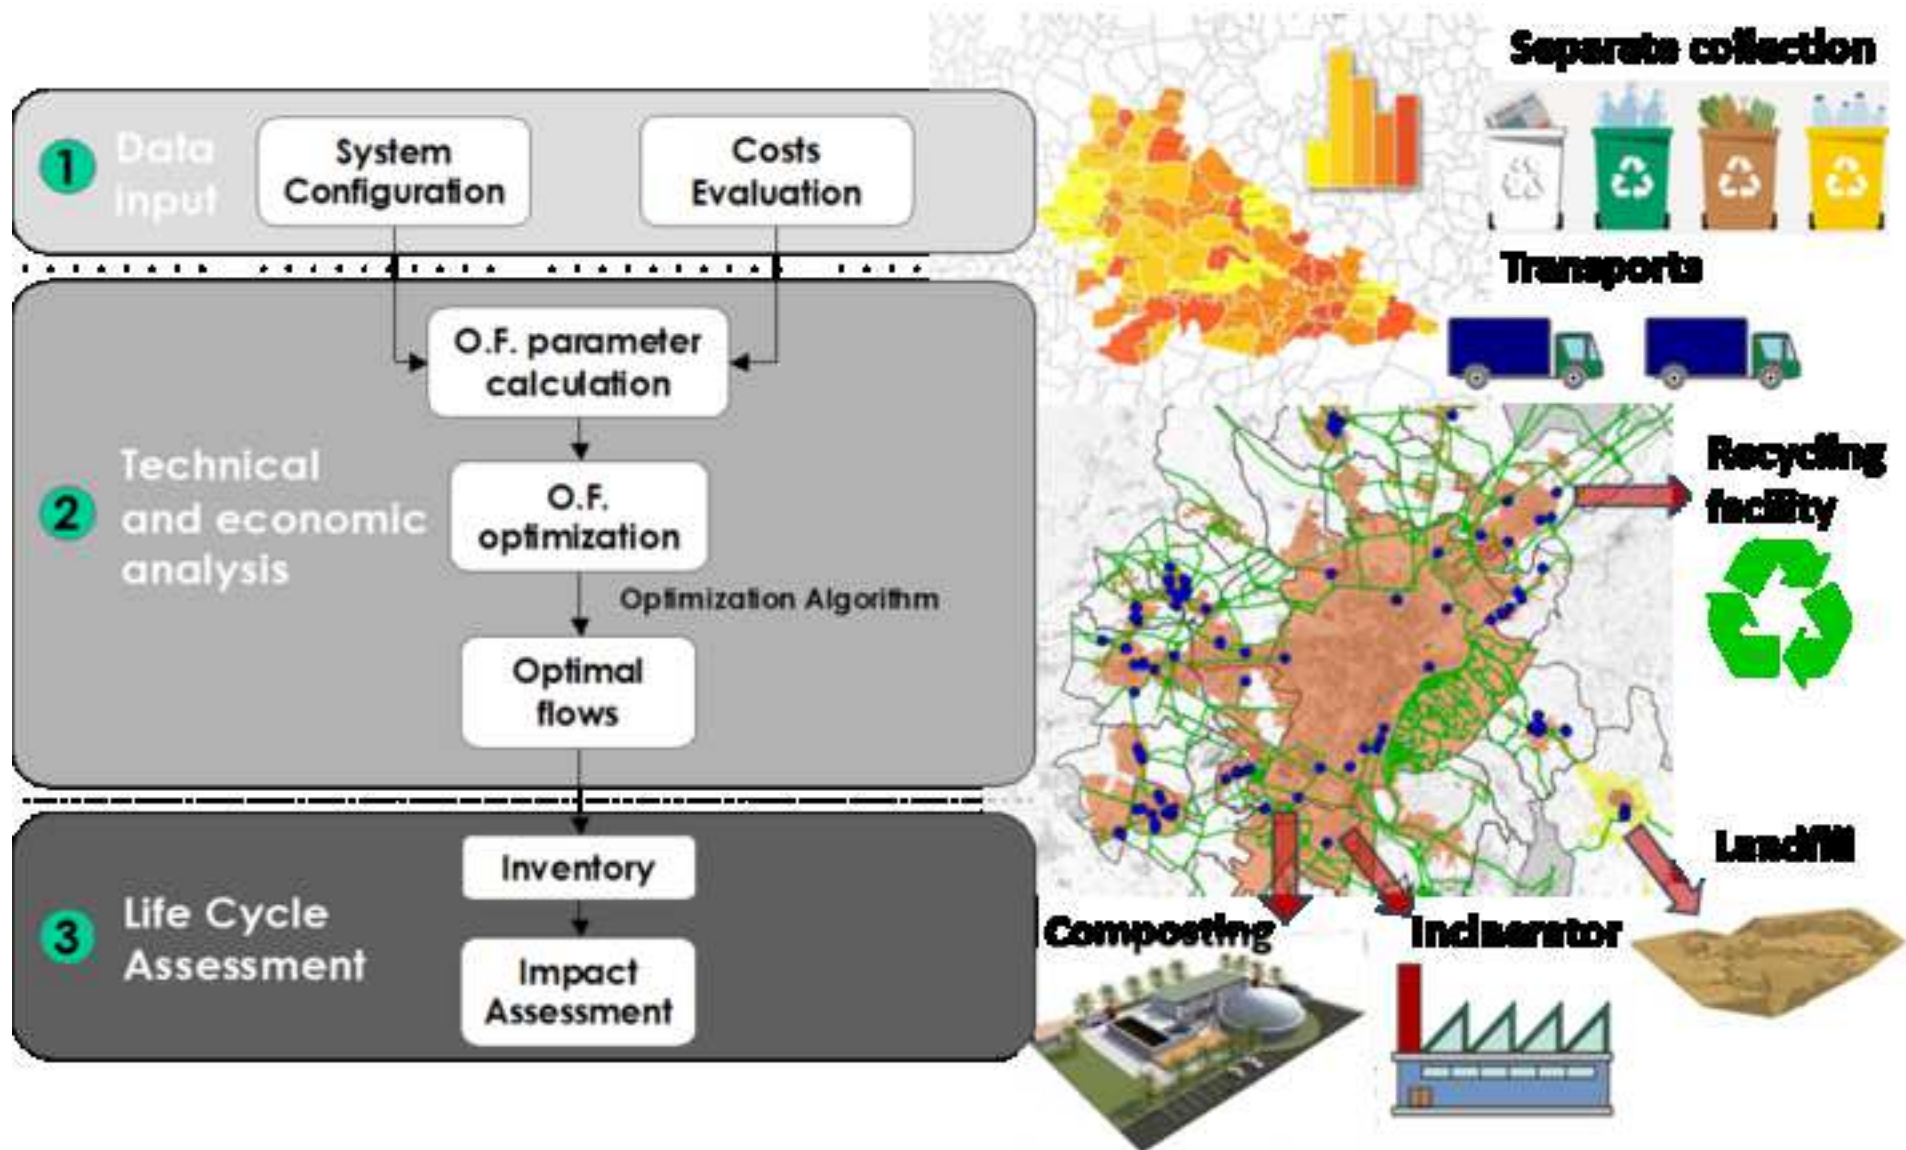 1
Data
input
System
Configuration
Costs
Evaluation
2
Technical
and economic
analysis
O.F. parameter
calculation
O.F.
optimization
Optimization Algorithm
Optimal
flows
3
Life Cycle
Assessment
Inventory
Impact
Assessment
Separate collection
Transports
Recycling
facility
Landfill
Composting
Incinerator